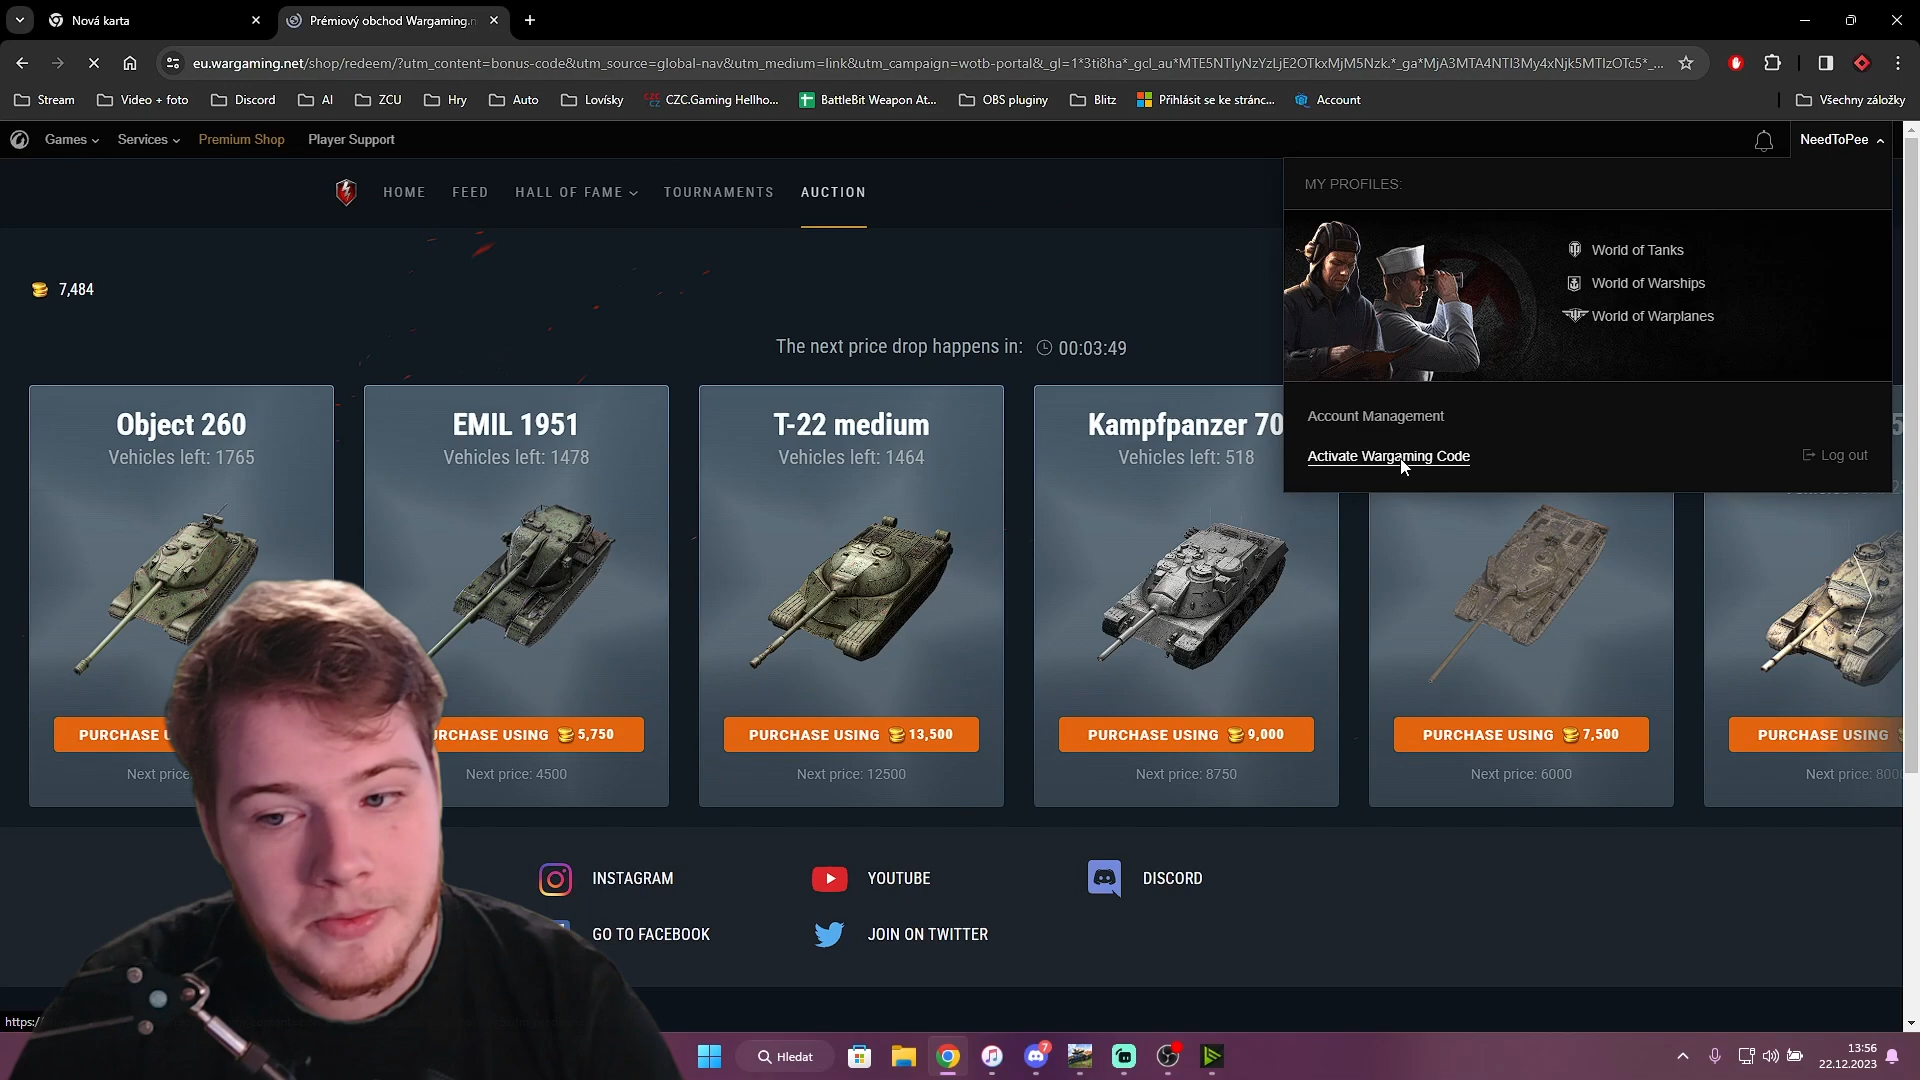 Nová karta
Prémiový obchod Wargaming.n
eu.wargaming.net/shop/redeem/?utm_content=bonus-code&utm_source=global-nav&utm_medium=link&utm_campaign=wotb-portal&_gl=1*3ti8ha*_gcl_au*MTE5NTIyNzYzLjE2OTkxMjM5Nzk.*_ga*MjA3MTA4NTI3My4xNjk5MTIzOTc5*_...
Stream
Video + foto
Discord
AI
ZCU
Hry
Auto
Lovísky
CZC.Gaming Hellho...
BattleBit Weapon At...
OBS pluginy
Blitz
Přihlásit se ke stránc...
Account
Všechny záložky
Games
Services
Premium Shop
Player Support
NeedToPee
HOME
FEED
HALL OF FAME
TOURNAMENTS
AUCTION
MY PROFILES:
World of Tanks
World of Warships
World of Warplanes
Account Management
Activate Wargaming Code
Log out
7,484
The next price drop happens in: 00:03:49
Object 260
Vehicles left: 1765
PURCHASE U
Next price
EMIL 1951
Vehicles left: 1478
URCHASE USING 5,750
Next price: 4500
T-22 medium
Vehicles left: 1464
PURCHASE USING 13,500
Next price: 12500
Kampfpanzer 70
Vehicles left: 518
PURCHASE USING 9,000
Next price: 8750
PURCHASE USING 7,500
Next price: 6000
5
PURCHASE USING
Next price: 8000
INSTAGRAM
YOUTUBE
DISCORD
GO TO FACEBOOK
JOIN ON TWITTER
https:/
Hledat
7
13:56
22.12.2023